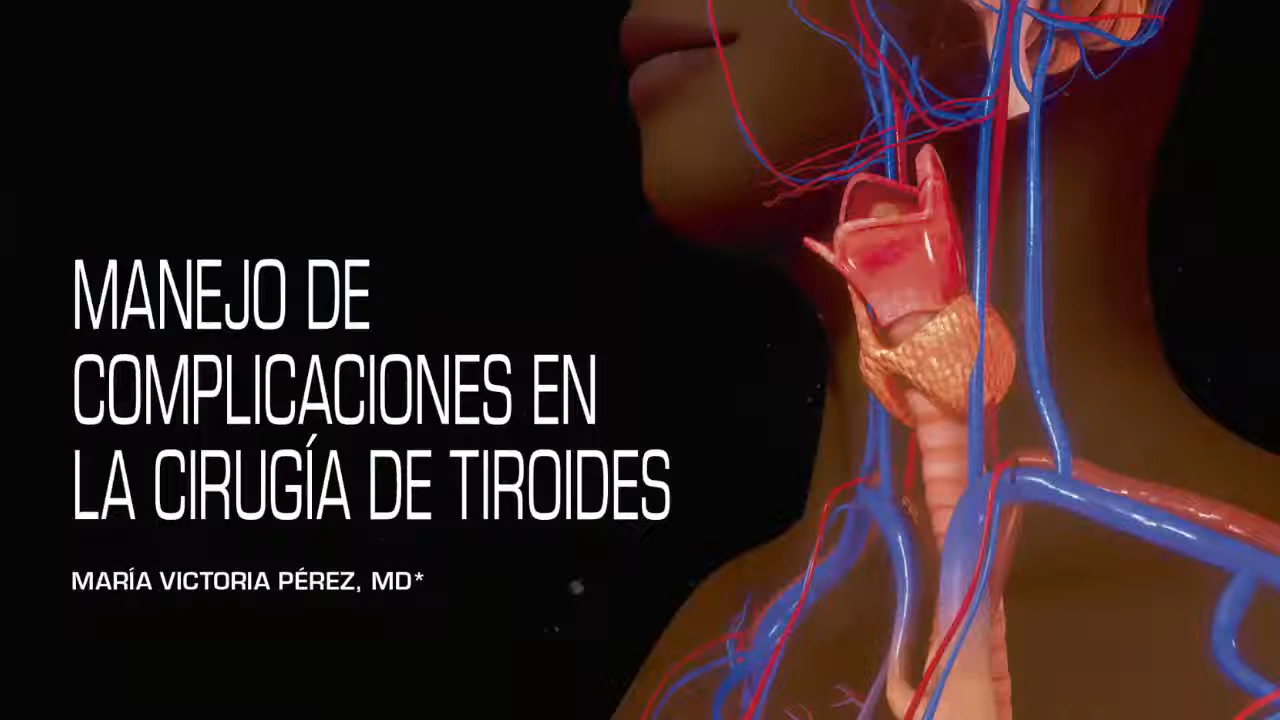 MANEJO DE
COMPLICACIONES EN
LA CIRUGÍA DE TIROIDES
MARÍA VICTORIA PÉREZ, MD*